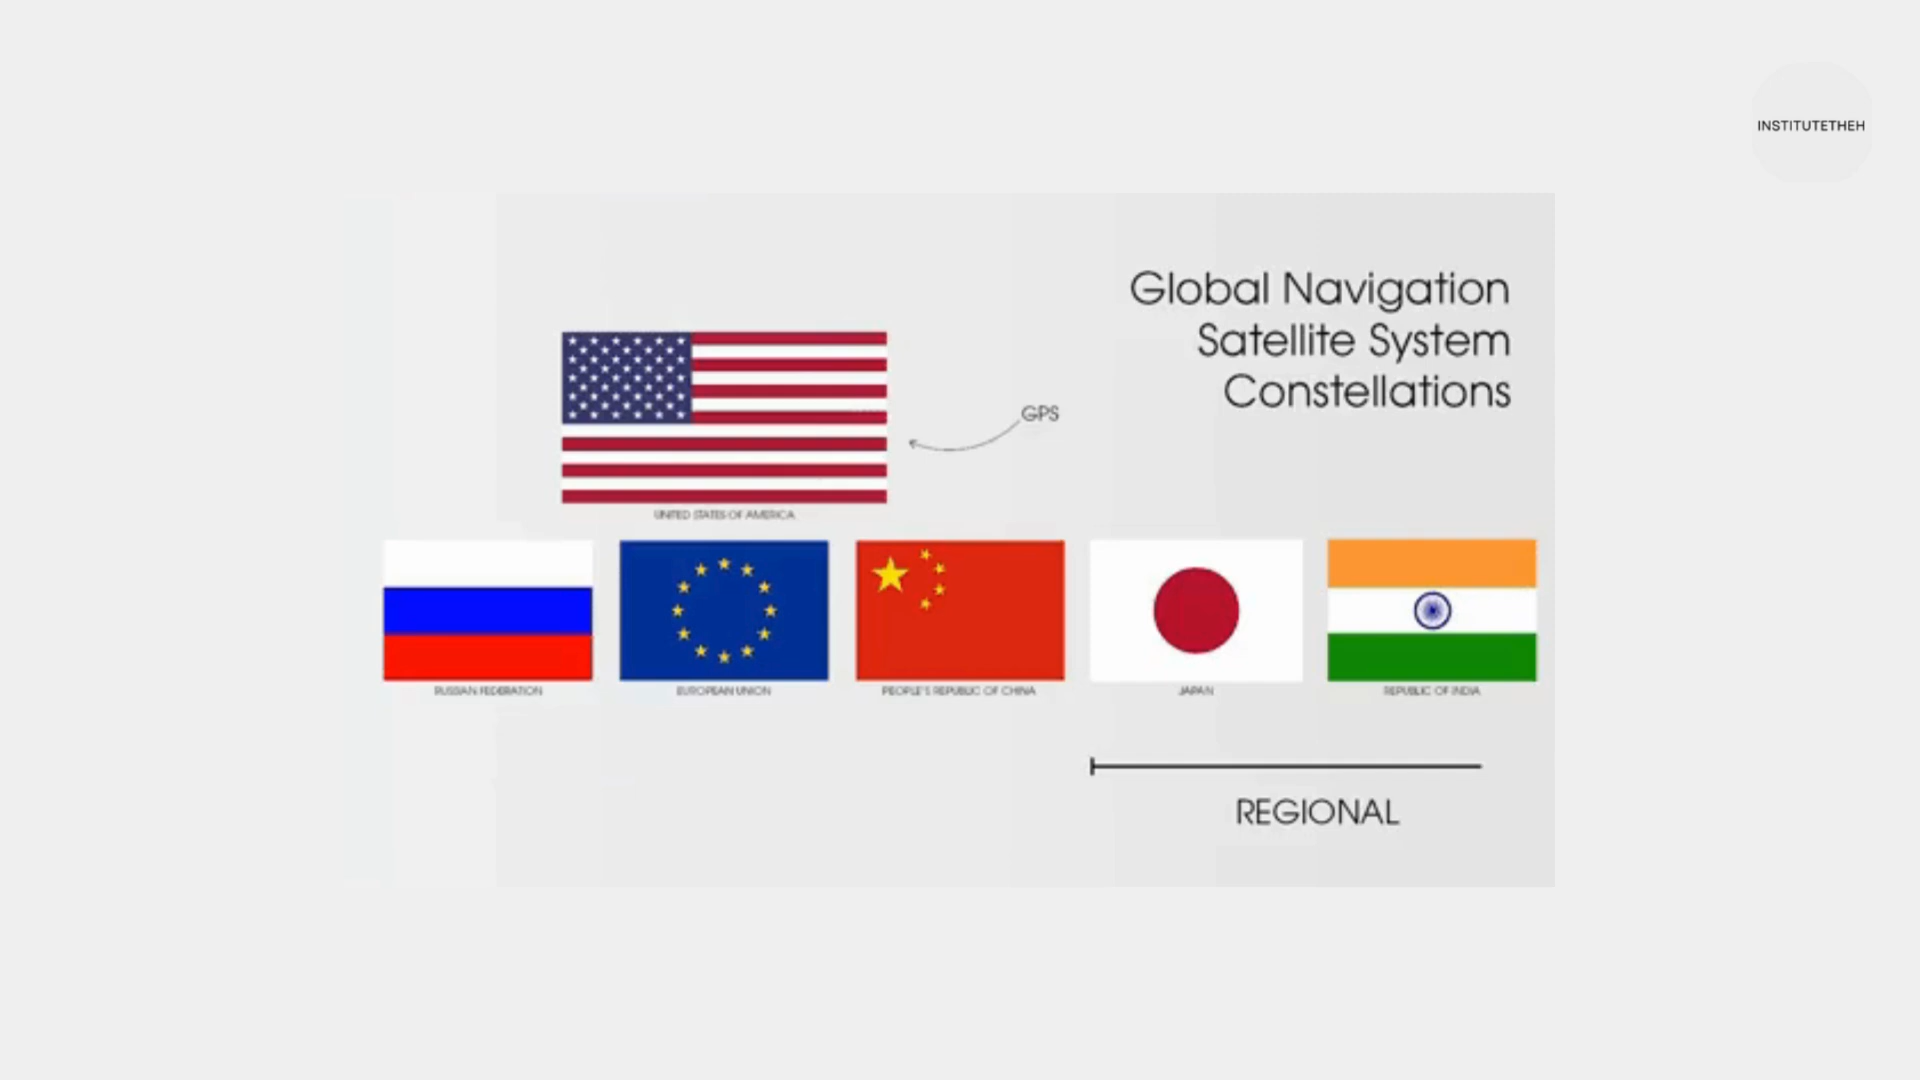 INSTITUTETHEH
Global Navigation
Satellite System
Constellations
GPS
UNITED STATES OF AMERICA
RUSSIAN FEDERATION
EUROPEAN UNION
PEOPLE'S REPUBLIC OF CHINA
JAPAN
REPUBLIC OF INDIA
REGIONAL